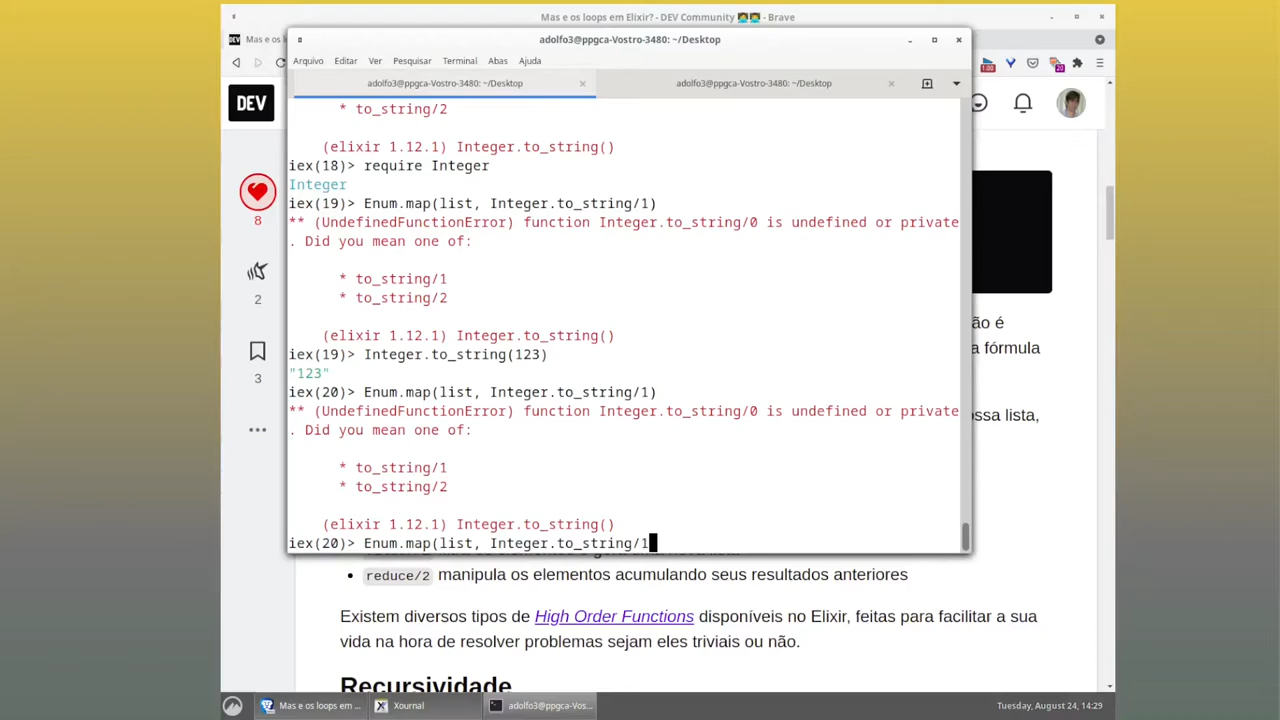 Mas e os loops em Elixir? - DEV Community 👩‍💻👨‍💻 - Brave
DEV Mas e os lo
adolfo3@ppgca-Vostro-3480: ~/Desktop
Arquivo Editar Ver Pesquisar Terminal Abas Ajuda
adolfo3@ppgca-Vostro-3480: ~/Desktop
adolfo3@ppgca-Vostro-3480: ~/Desktop
1.00
20
DEV
* to_string/2
(elixir 1.12.1) Integer.to_string()
iex(18)> require Integer
Integer
iex(19)> Enum.map(list, Integer.to_string/1)
** (UndefinedFunctionError) function Integer.to_string/0 is undefined or private
. Did you mean one of:
* to_string/1
* to_string/2
(elixir 1.12.1) Integer.to_string()
iex(19)> Integer.to_string(123)
"123"
iex(20)> Enum.map(list, Integer.to_string/1)
** (UndefinedFunctionError) function Integer.to_string/0 is undefined or private
. Did you mean one of:
* to_string/1
* to_string/2
(elixir 1.12.1) Integer.to_string()
iex(20)> Enum.map(list, Integer.to_string/1
8
2
3
ão é
a fórmula
ossa lista,
reduce/2 manipula os elementos acumulando seus resultados anteriores
Existem diversos tipos de High Order Functions disponíveis no Elixir, feitas para facilitar a sua
vida na hora de resolver problemas sejam eles triviais ou não.
Recursividade
Mas e os loops em ...
Xournal
adolfo3@ppgca-Vos...
Tuesday, August 24, 14:29